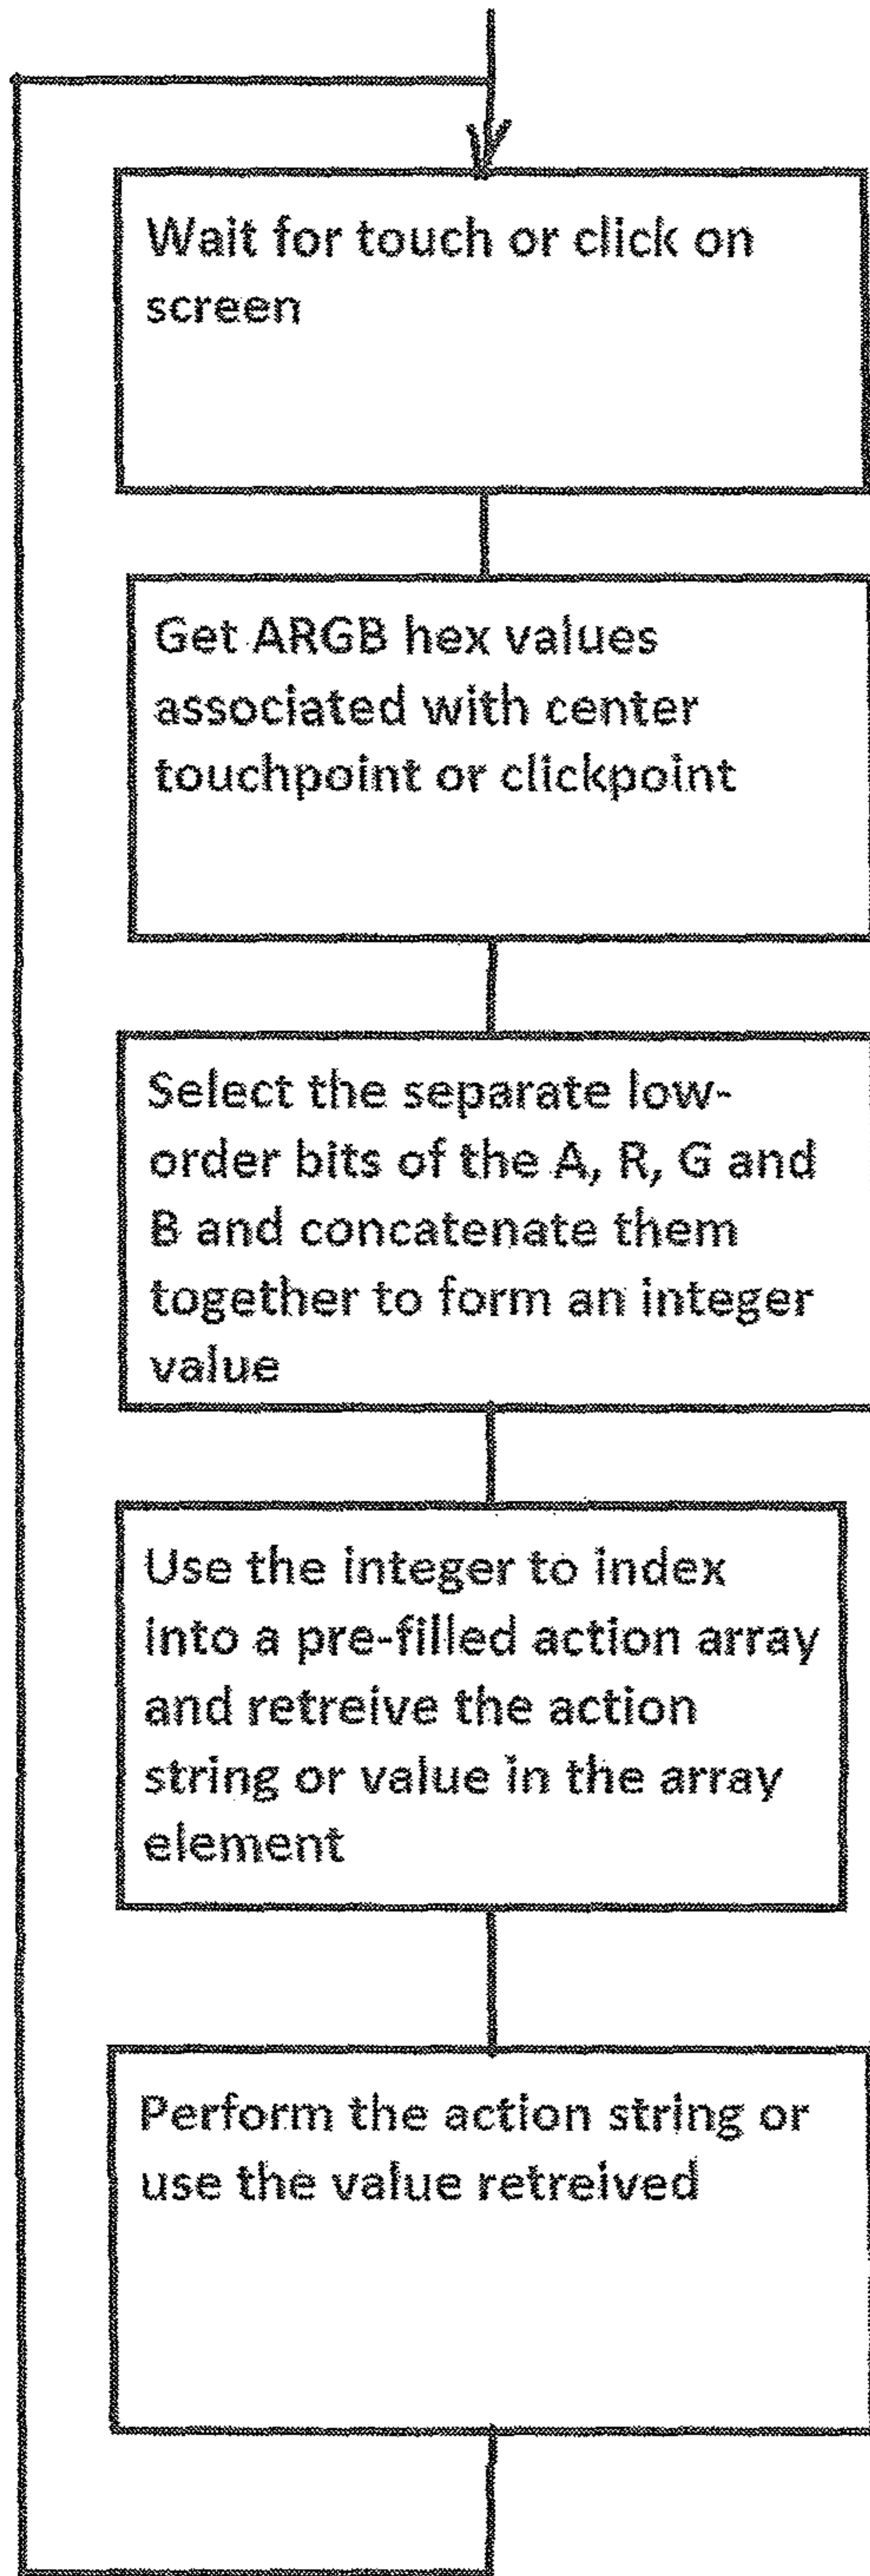 Wait for touch or click on
screen
Get ARGB hex values
associated with center
touchpoint or clickpoint
Select the separate low-
order bits of the A, R, G and
B and concatenate them
together to form an integer
value
Use the integer to index
into a pre-filled action array
and retreive the action
string or value in the array
element
Perform the action string or
use the value retreived